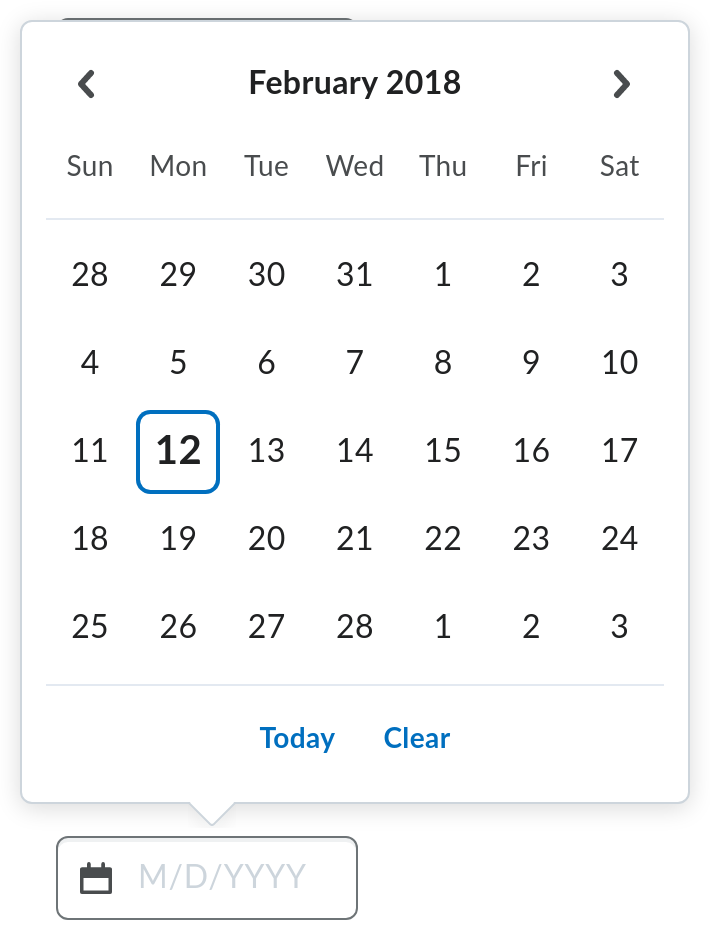 February 2018
Sun Mon Tue Wed Thu Fri Sat
28 29 30 31 1 2 3
4 5 6 7 8 9 10
11 12 13 14 15 16 17
18 19 20 21 22 23 24
25 26 27 28 1 2 3
Today Clear
M/D/YYYY